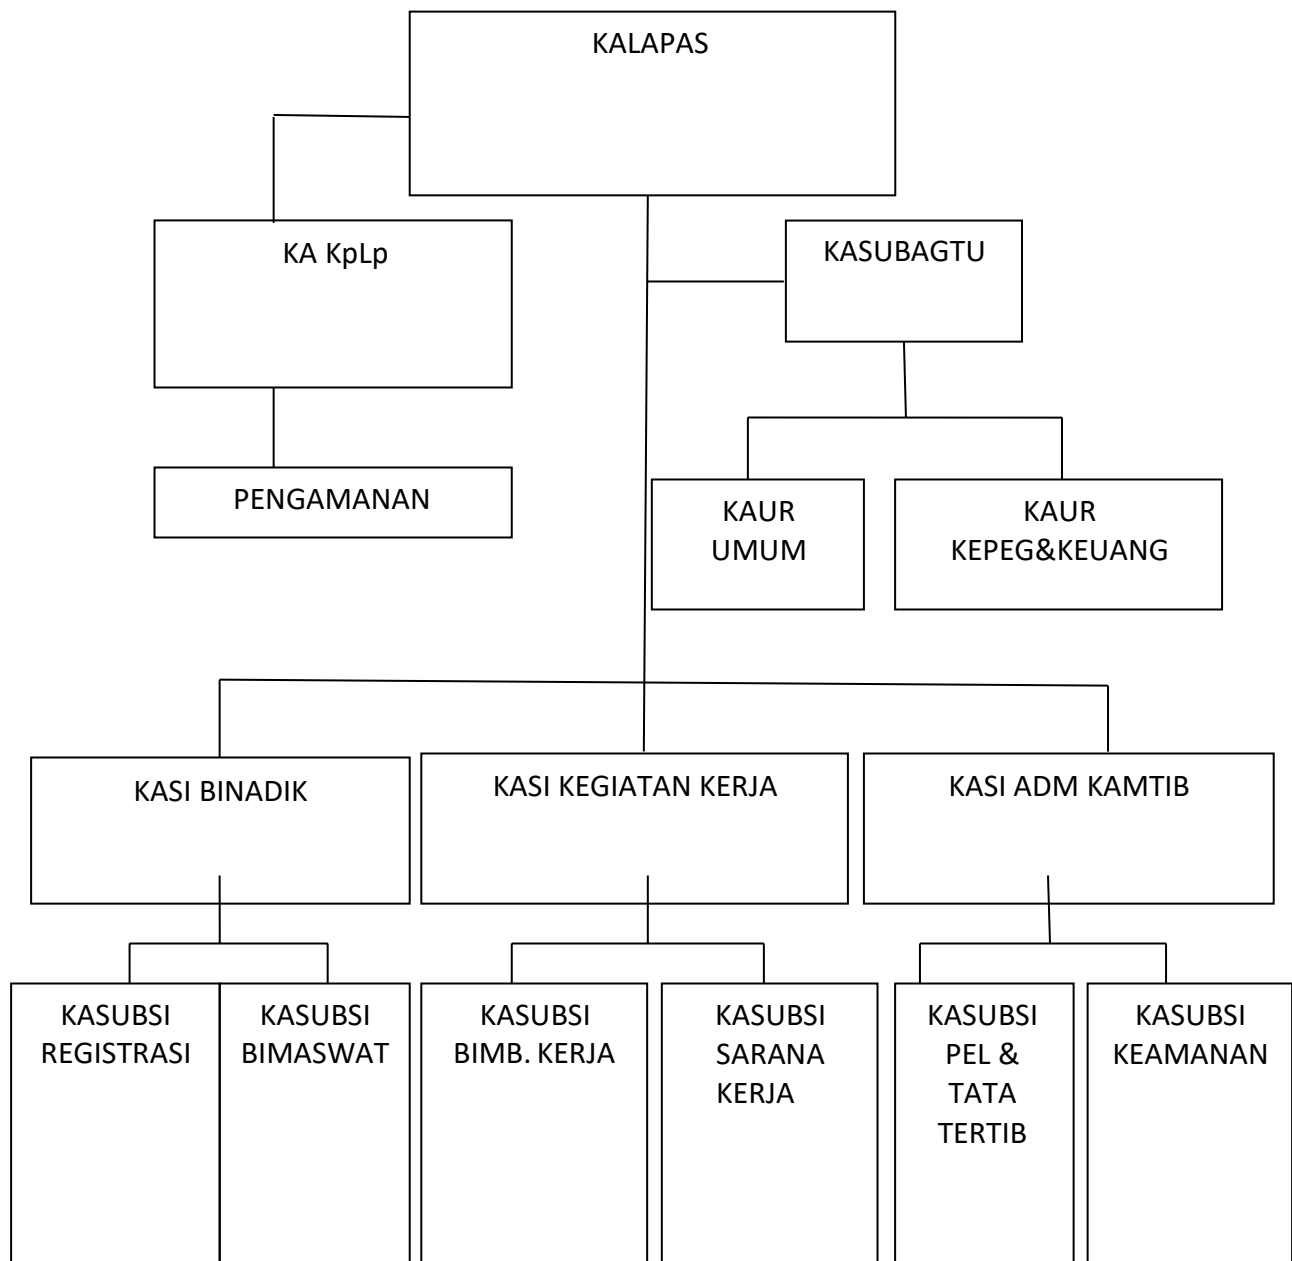 KALAPAS
KA KpLp
KASUBAGTU
PENGAMANAN
KAUR
UMUM
KAUR
KEPEG&KEUANG
KASI BINADIK
KASI KEGIATAN KERJA
KASI ADM KAMTIB
KASUBSI
REGISTRASI
KASUBSI
BIMASWAT
KASUBSI
BIMB. KERJA
KASUBSI
SARANA
KERJA
KASUBSI
PEL &
TATA
TERTIB
KASUBSI
KEAMANAN